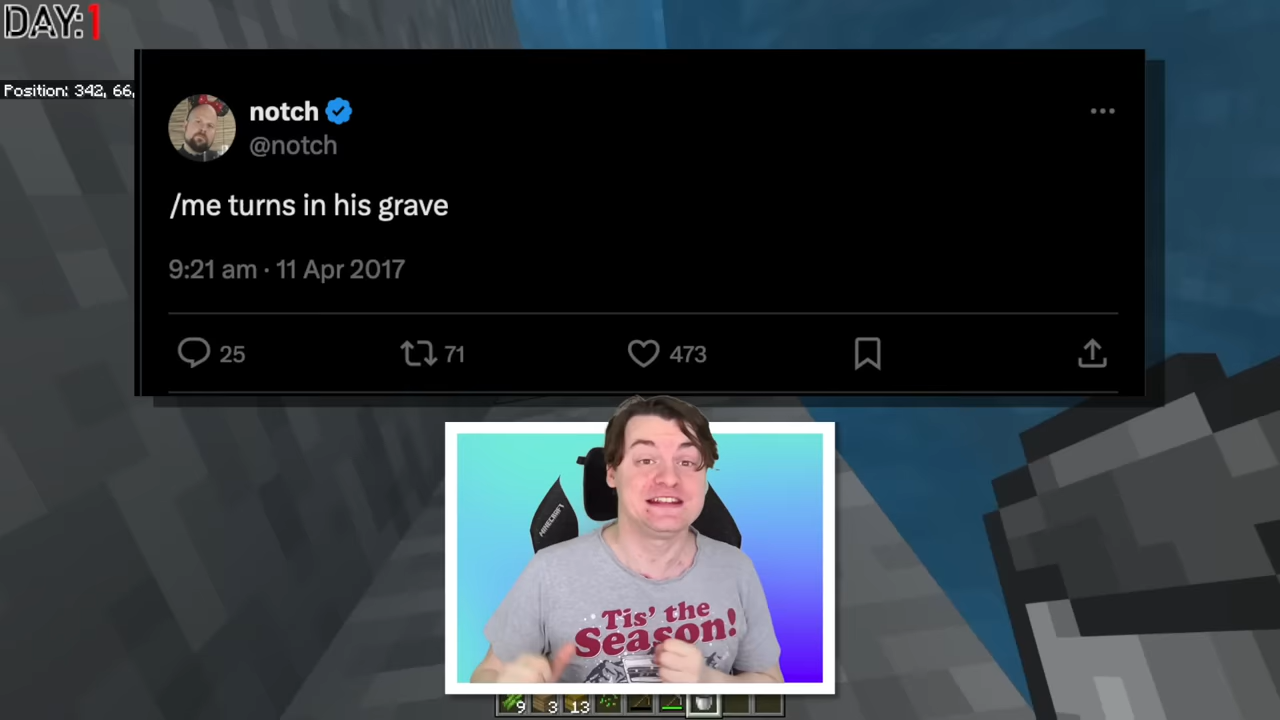 DAY:1
Position: 342, 66,
notch
@notch
/me turns in his grave
9:21 am · 11 Apr 2017
25
71
473
MINECRAFT
Tis' the
Season!
9
3
13